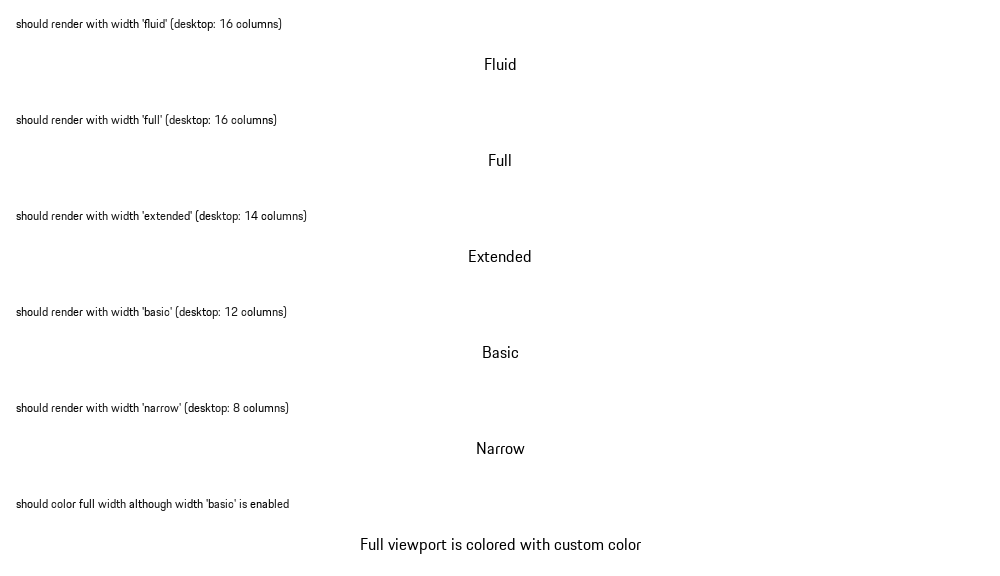 should render with width 'fluid' (desktop: 16 columns)
Fluid
should render with width 'full' (desktop: 16 columns)
Full
should render with width 'extended' (desktop: 14 columns)
Extended
should render with width 'basic' (desktop: 12 columns)
Basic
should render with width 'narrow' (desktop: 8 columns)
Narrow
should color full width although width 'basic' is enabled
Full viewport is colored with custom color